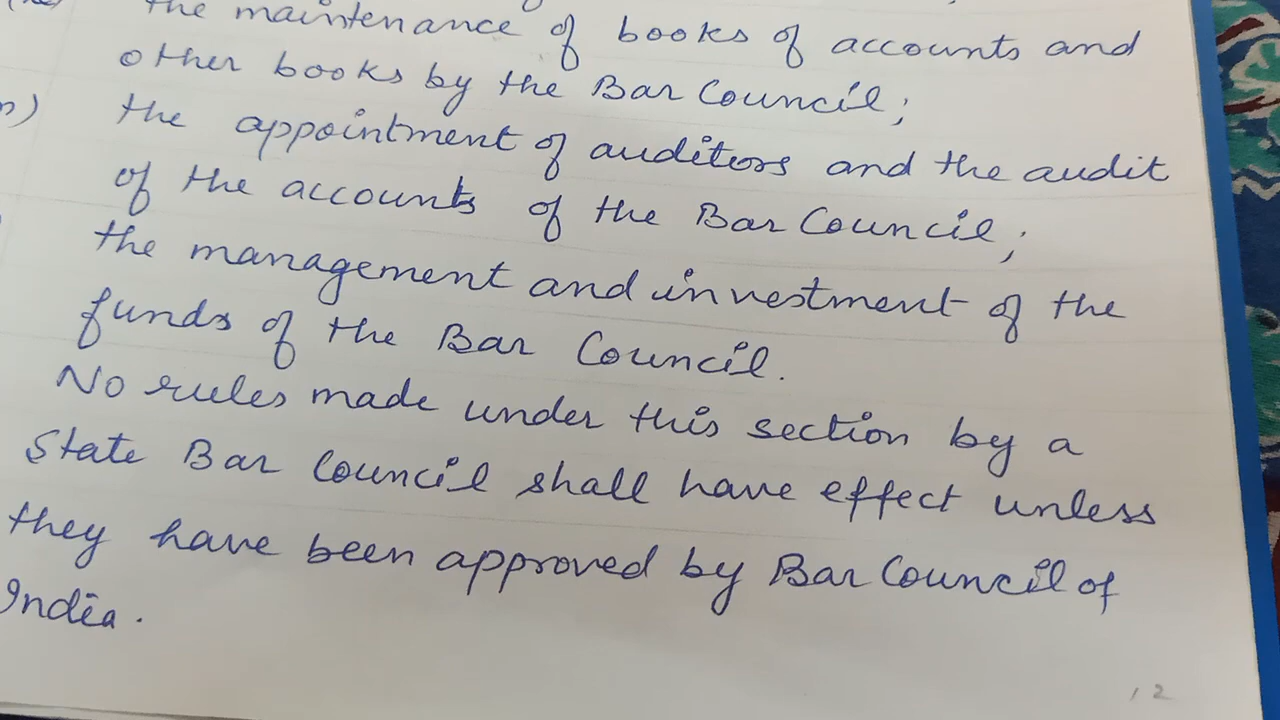 the maintenance of books of accounts and
other books by the Bar Council;
n) the appointment of auditors and the audit
of the accounts of the Bar Council;
the management and investment of the
funds of the Bar Council.
No rules made under this section by a
State Bar Council shall have effect unless
they have been approved by Bar Council of
India.
12